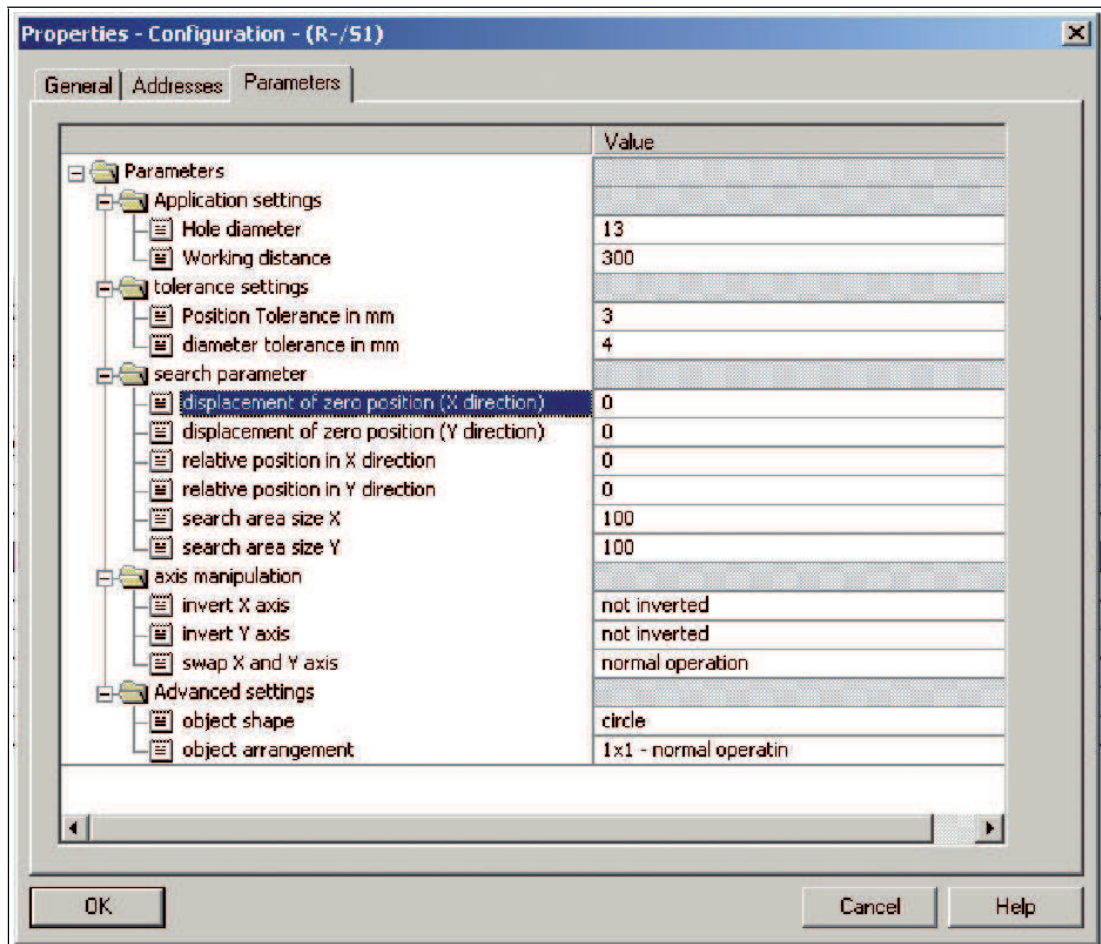 Properties - Configuration - (R-/S1)
General Addresses Parameters
Value
Parameters
Application settings
Hole diameter 13
Working distance 300
tolerance settings
Position Tolerance in mm 3
diameter tolerance in mm 4
search parameter
displacement of zero position (X direction) 0
displacement of zero position (Y direction) 0
relative position in X direction 0
relative position in Y direction 0
search area size X 100
search area size Y 100
axis manipulation
invert X axis not inverted
invert Y axis not inverted
swap X and Y axis normal operation
Advanced settings
object shape circle
object arrangement 1x1 - normal operatin
OK Cancel Help